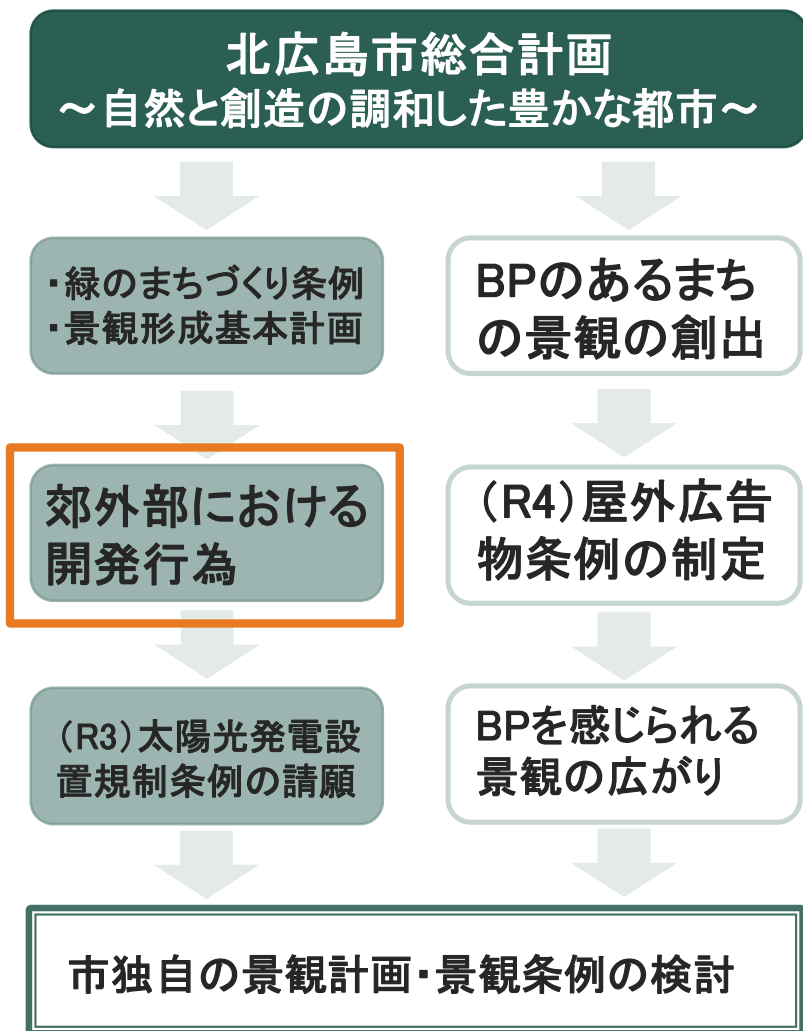 北広島市総合計画
～自然と創造の調和した豊かな都市～
・緑のまちづくり条例
・景観形成基本計画
郊外部における
開発行為
（R3）太陽光発電設
置規制条例の請願
BPのあるまち
の景観の創出
（R4）屋外広告
物条例の制定
BPを感じられる
景観の広がり
市独自の景観計画・景観条例の検討